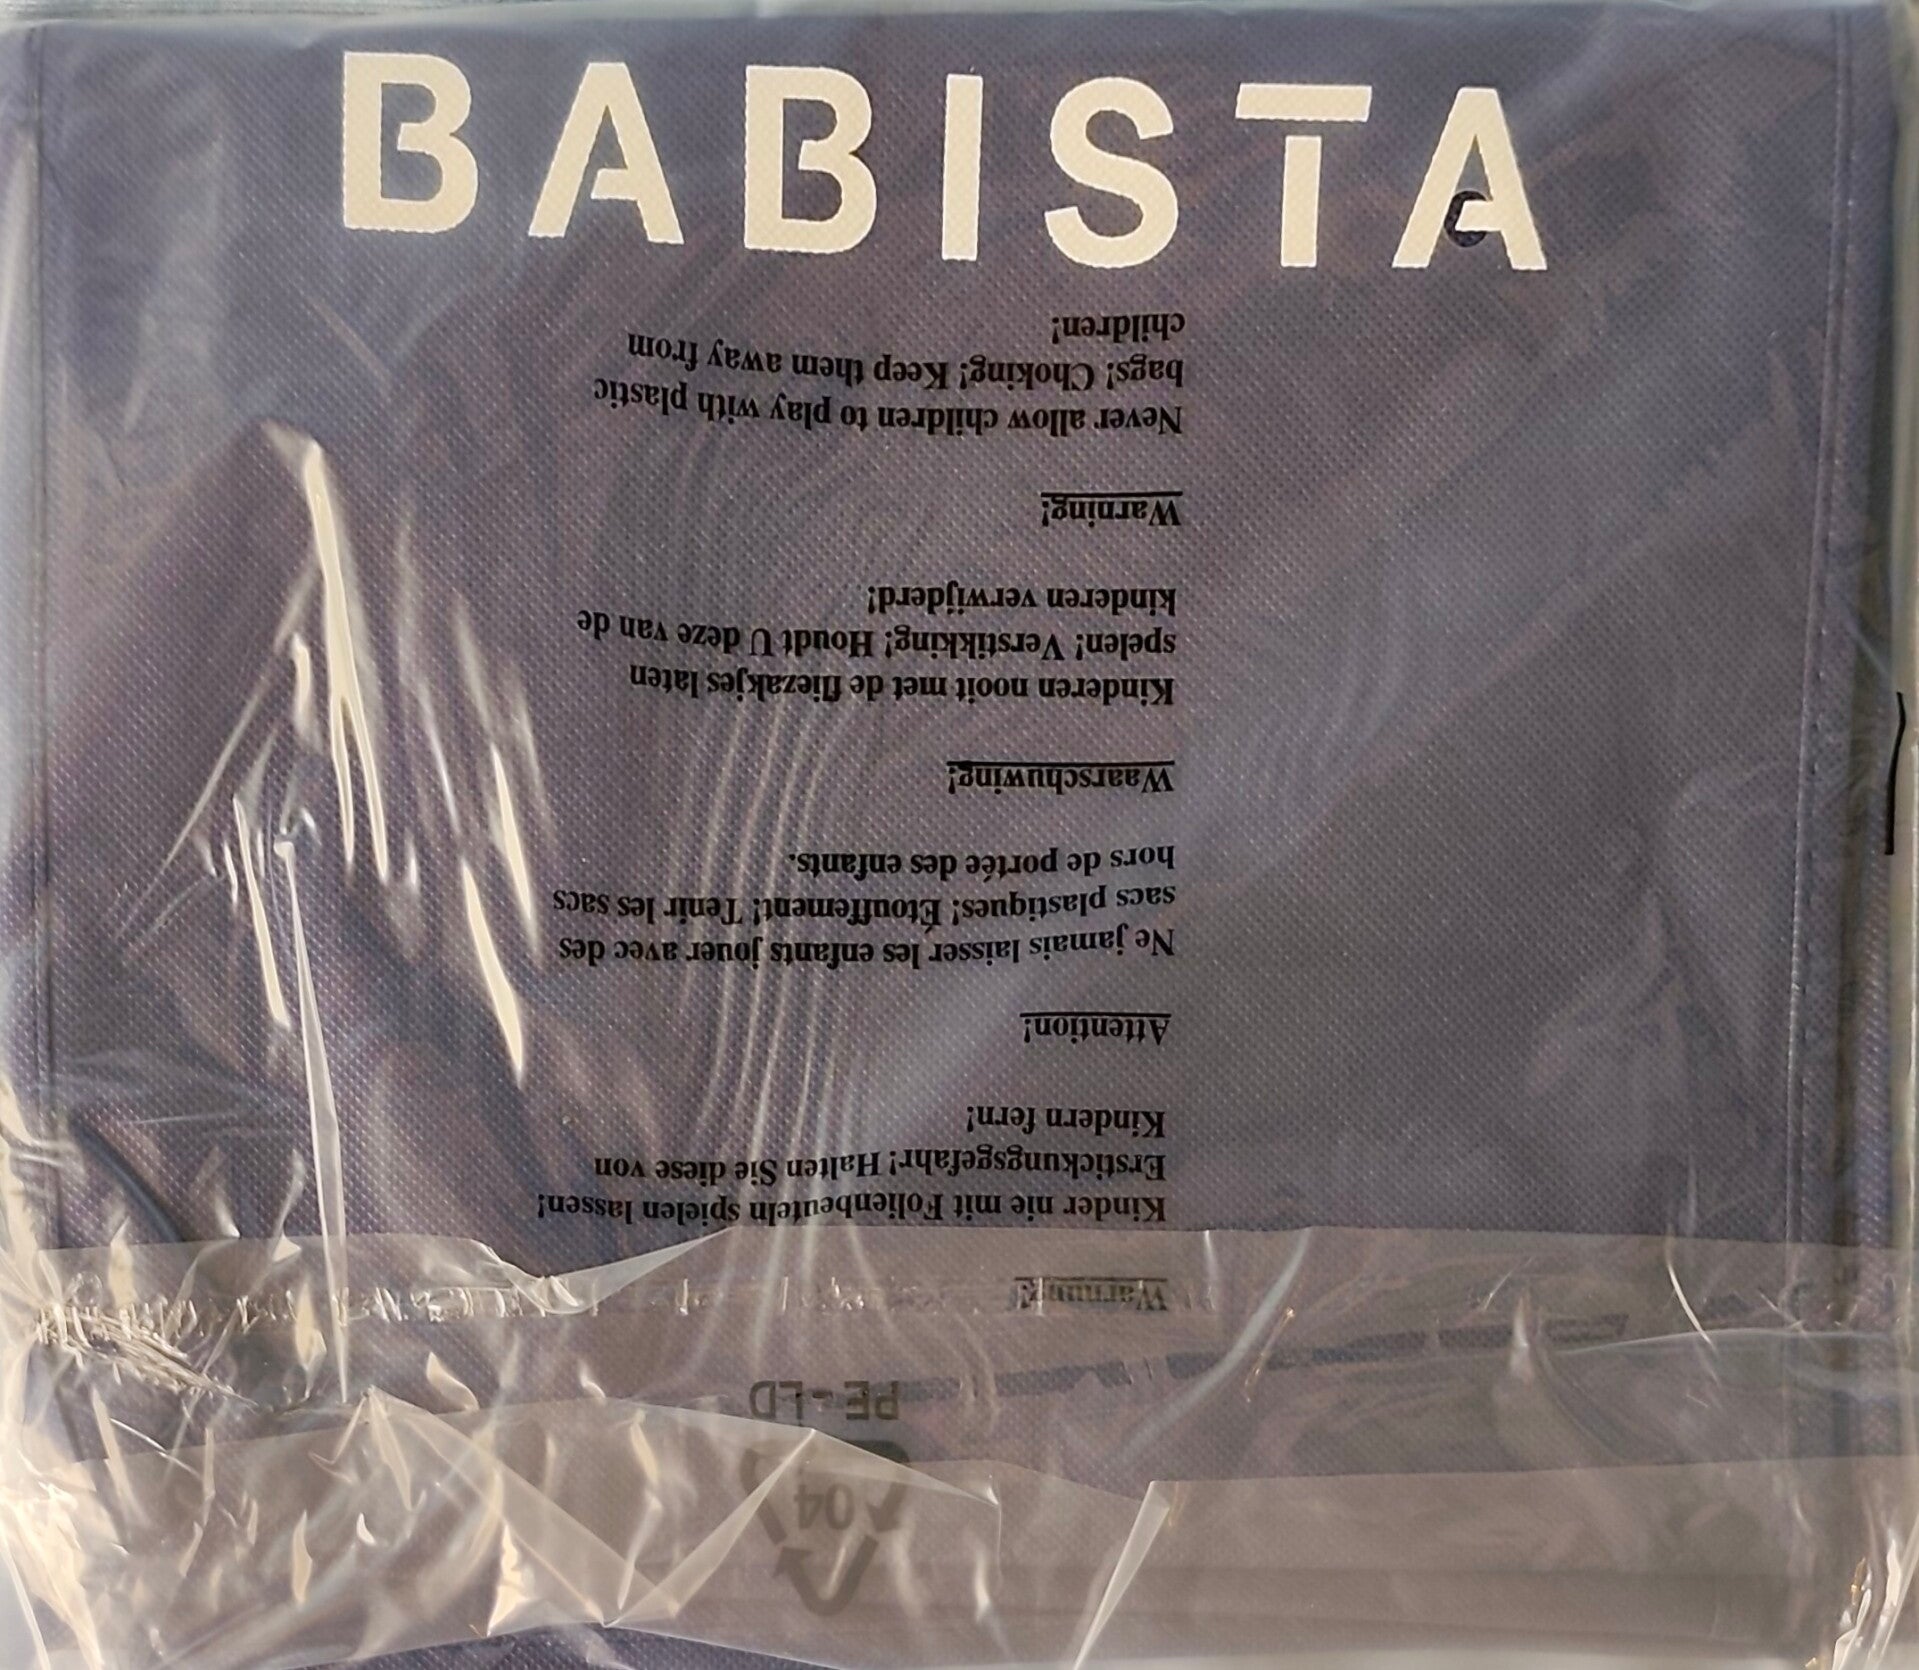 BABISTA
04
PE-LD
Warnung!
Kinder nie mit Folienbeuteln spielen lassen!
Erstickungsgefahr! Halten Sie diese von
Kindern fern!
Attention!
Ne jamais laisser les enfants jouer avec des
sacs plastiques! Étouffement! Tenir les sacs
hors de portée des enfants.
Waarschuwing!
Kinderen nooit met de fliezakjes laten
spelen! Verstikking! Houdt U deze van de
kinderen verwijderd!
Warning!
Never allow children to play with plastic
bags! Choking! Keep them away from
children!